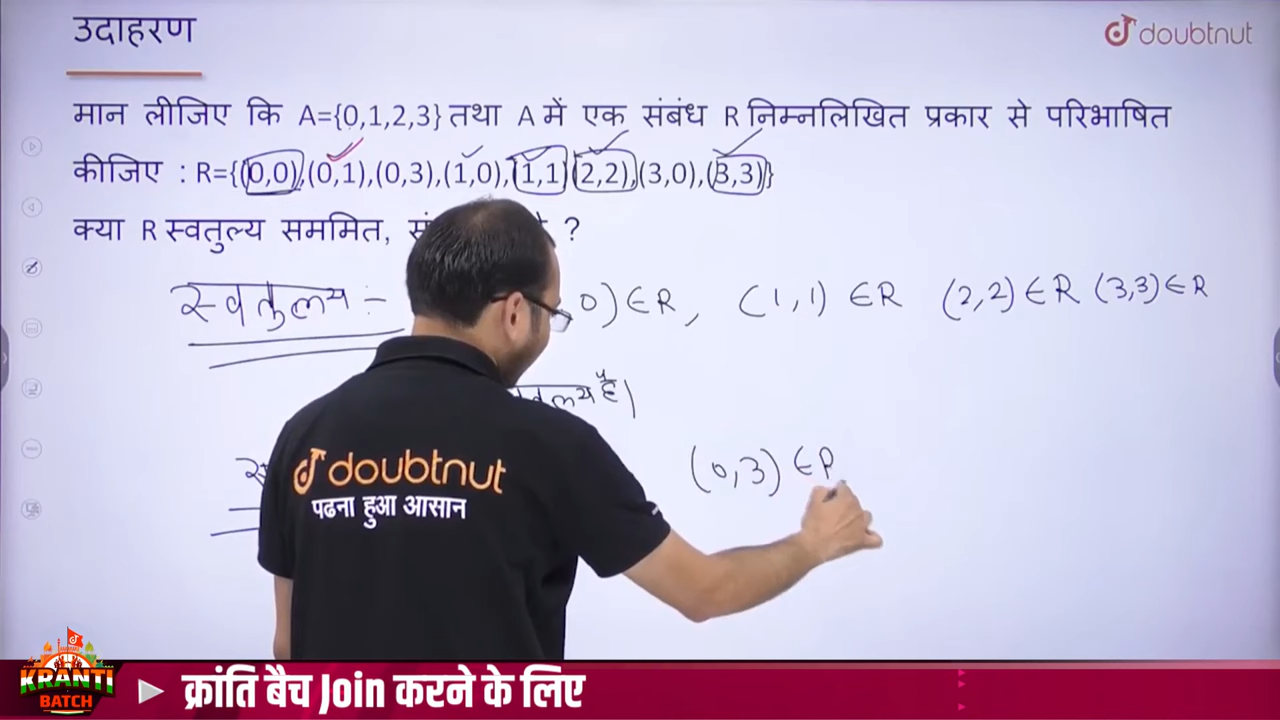 उदाहरण
doubtnut
मान लीजिए कि A={0,1,2,3} तथा A में एक संबंध R निम्नलिखित प्रकार से परिभाषित
कीजिए : R={(0,0),(0,1),(0,3),(1,0),(1,1)(2,2),(3,0),(3,3)}
क्या R स्वतुल्य सममित, ?
स्वतुल्य :- 0) ∈ R, (1,1) ∈ R (2,2) ∈ R (3,3) ∈ R
है।
(0,3) ∈ R
doubtnut
पढना हुआ आसान
KRANTI
BATCH
क्रांति बैच Join करने के लिए